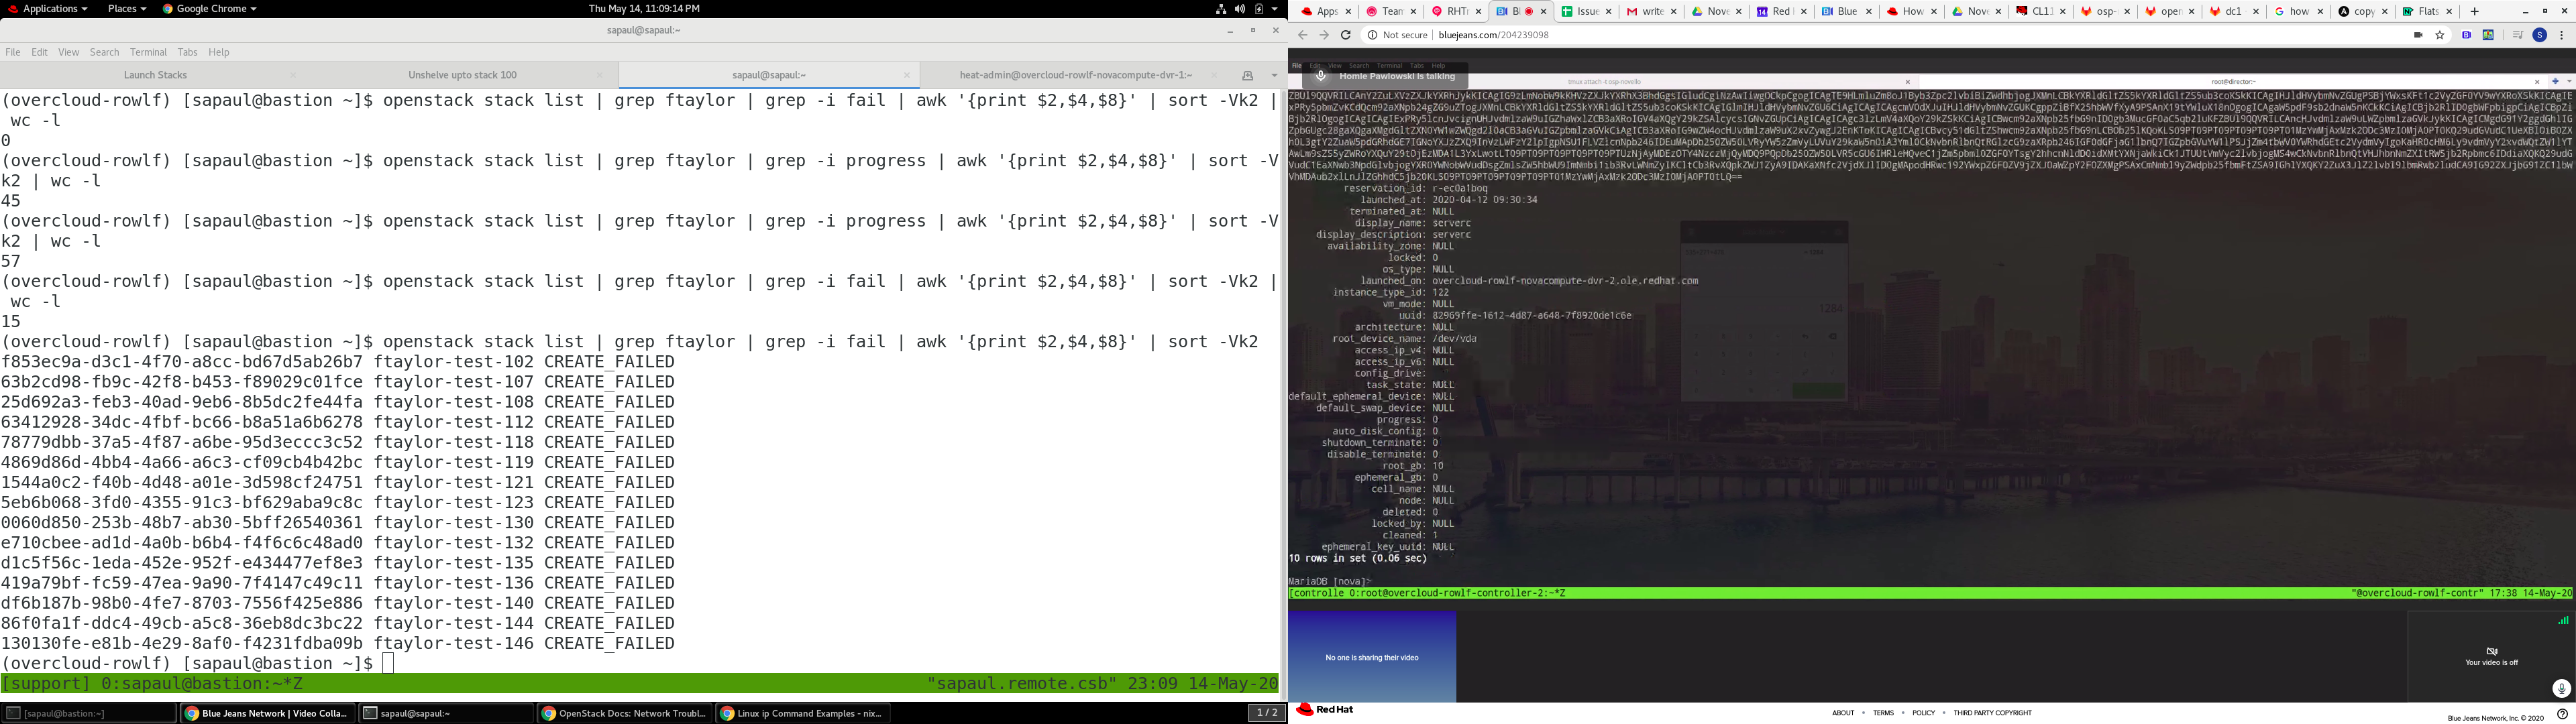 Applications
Places
Google Chrome
Thu May 14, 11:09:14 PM
sapaul@sapaul:~
File Edit View Search Terminal Tabs Help
Launch Stacks
Unshelve upto stack 100
sapaul@sapaul:~
heat-admin@overcloud-rowlf-novacompute-dvr-1:~
(overcloud-rowlf) [sapaul@bastion ~]$ openstack stack list | grep ftaylor | grep -i fail | awk '{print $2,$4,$8}' | sort -Vk2 |
wc -l
0
(overcloud-rowlf) [sapaul@bastion ~]$ openstack stack list | grep ftaylor | grep -i progress | awk '{print $2,$4,$8}' | sort -V
k2 | wc -l
45
(overcloud-rowlf) [sapaul@bastion ~]$ openstack stack list | grep ftaylor | grep -i progress | awk '{print $2,$4,$8}' | sort -V
k2 | wc -l
57
(overcloud-rowlf) [sapaul@bastion ~]$ openstack stack list | grep ftaylor | grep -i fail | awk '{print $2,$4,$8}' | sort -Vk2 |
wc -l
15
(overcloud-rowlf) [sapaul@bastion ~]$ openstack stack list | grep ftaylor | grep -i fail | awk '{print $2,$4,$8}' | sort -Vk2
f853ec9a-d3c1-4f70-a8cc-bd67d5ab26b7 ftaylor-test-102 CREATE_FAILED
63b2cd98-fb9c-42f8-b453-f89029c01fce ftaylor-test-107 CREATE_FAILED
25d692a3-feb3-40ad-9eb6-8b5dc2fe44fa ftaylor-test-108 CREATE_FAILED
63412928-34dc-4fbf-bc66-b8a51a6b6278 ftaylor-test-112 CREATE_FAILED
78779dbb-37a5-4f87-a6be-95d3eccc3c52 ftaylor-test-118 CREATE_FAILED
4869d86d-4bb4-4a66-a6c3-cf09cb4b42bc ftaylor-test-119 CREATE_FAILED
1544a0c2-f40b-4d48-a01e-3d598cf24751 ftaylor-test-121 CREATE_FAILED
5eb6b068-3fd0-4355-91c3-bf629aba9c8c ftaylor-test-123 CREATE_FAILED
0060d850-253b-48b7-ab30-5bff26540361 ftaylor-test-130 CREATE_FAILED
e710cbee-ad1d-4a0b-b6b4-f4f6c6c48ad0 ftaylor-test-132 CREATE_FAILED
d1c5f56c-1eda-452e-952f-e434477ef8e3 ftaylor-test-135 CREATE_FAILED
419a79bf-fc59-47ea-9a90-7f4147c49c11 ftaylor-test-136 CREATE_FAILED
df6b187b-98b0-4fe7-8703-7556f425e886 ftaylor-test-140 CREATE_FAILED
86f0fa1f-ddc4-49cb-a5c8-36eb8dc3bc22 ftaylor-test-144 CREATE_FAILED
130130fe-e81b-4e29-8af0-f4231fdba09b ftaylor-test-146 CREATE_FAILED
(overcloud-rowlf) [sapaul@bastion ~]$
[support] 0:sapaul@bastion:~*Z
"sapaul.remote.csb" 23:09 14-May-20
[sapaul@bastion:~]
Blue Jeans Network | Video Colla...
sapaul@sapaul:~
OpenStack Docs: Network Troubl...
Linux ip Command Examples - nix...
1 / 2
Apps
Team
RHT
Bl
Issue
write
Nove
Red
Blue
How
Nov
CL11
osp-
open
dc1
how
copy
Flats
Not secure | bluejeans.com/204239098
File Edit View Search Terminal Tabs Help
Homie Pawlowski is talking
tmux attach -t osp-novello
root@director:~
reservation_id: r-ec0a1boq
launched_at: 2020-04-12 09:30:34
terminated_at: NULL
display_name: serverc
display_description: serverc
availability_zone: NULL
locked: 0
os_type: NULL
launched_on: overcloud-rowlf-novacompute-dvr-2.ole.redhat.com
instance_type_id: 122
vm_mode: NULL
uuid: 82969ffe-1612-4d87-a648-7f8920de1c6e
architecture: NULL
root_device_name: /dev/vda
access_ip_v4: NULL
access_ip_v6: NULL
config_drive:
task_state: NULL
default_ephemeral_device: NULL
default_swap_device: NULL
progress: 0
auto_disk_config: 0
shutdown_terminate: 0
disable_terminate: 0
root_gb: 10
ephemeral_gb: 0
cell_name: NULL
node: NULL
deleted: 0
locked_by: NULL
cleaned: 1
ephemeral_key_uuid: NULL
10 rows in set (0.06 sec)
MariaDB [nova]>
1284
[controlle 0:root@overcloud-rowlf-controller-2:~*Z
"@overcloud-rowlf-contr" 17:38 14-May-20
No one is sharing their video
Your video is off
Red Hat
ABOUT • TERMS • POLICY • THIRD PARTY COPYRIGHT
Blue Jeans Network, Inc. © 2020